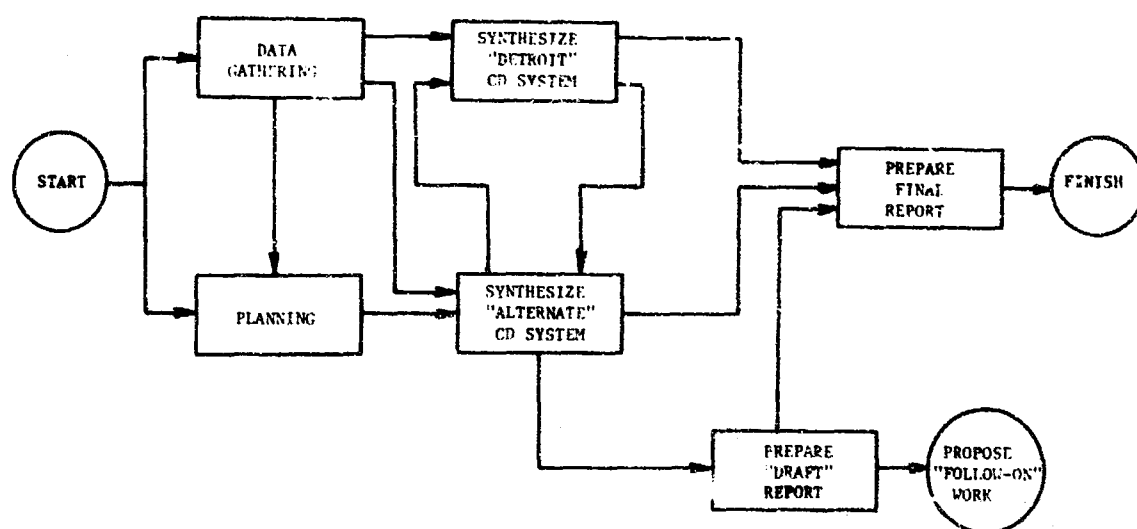 DATA
GATHERING
SYNTHESIZE
"DETROIT"
CD SYSTEM
START
PREPARE
FINAL
REPORT
FINISH
PLANNING
SYNTHESIZE
"ALTERNATE"
CD SYSTEM
PREPARE
"DRAFT"
REPORT
PROPOSE
"FOLLOW-ON"
WORK